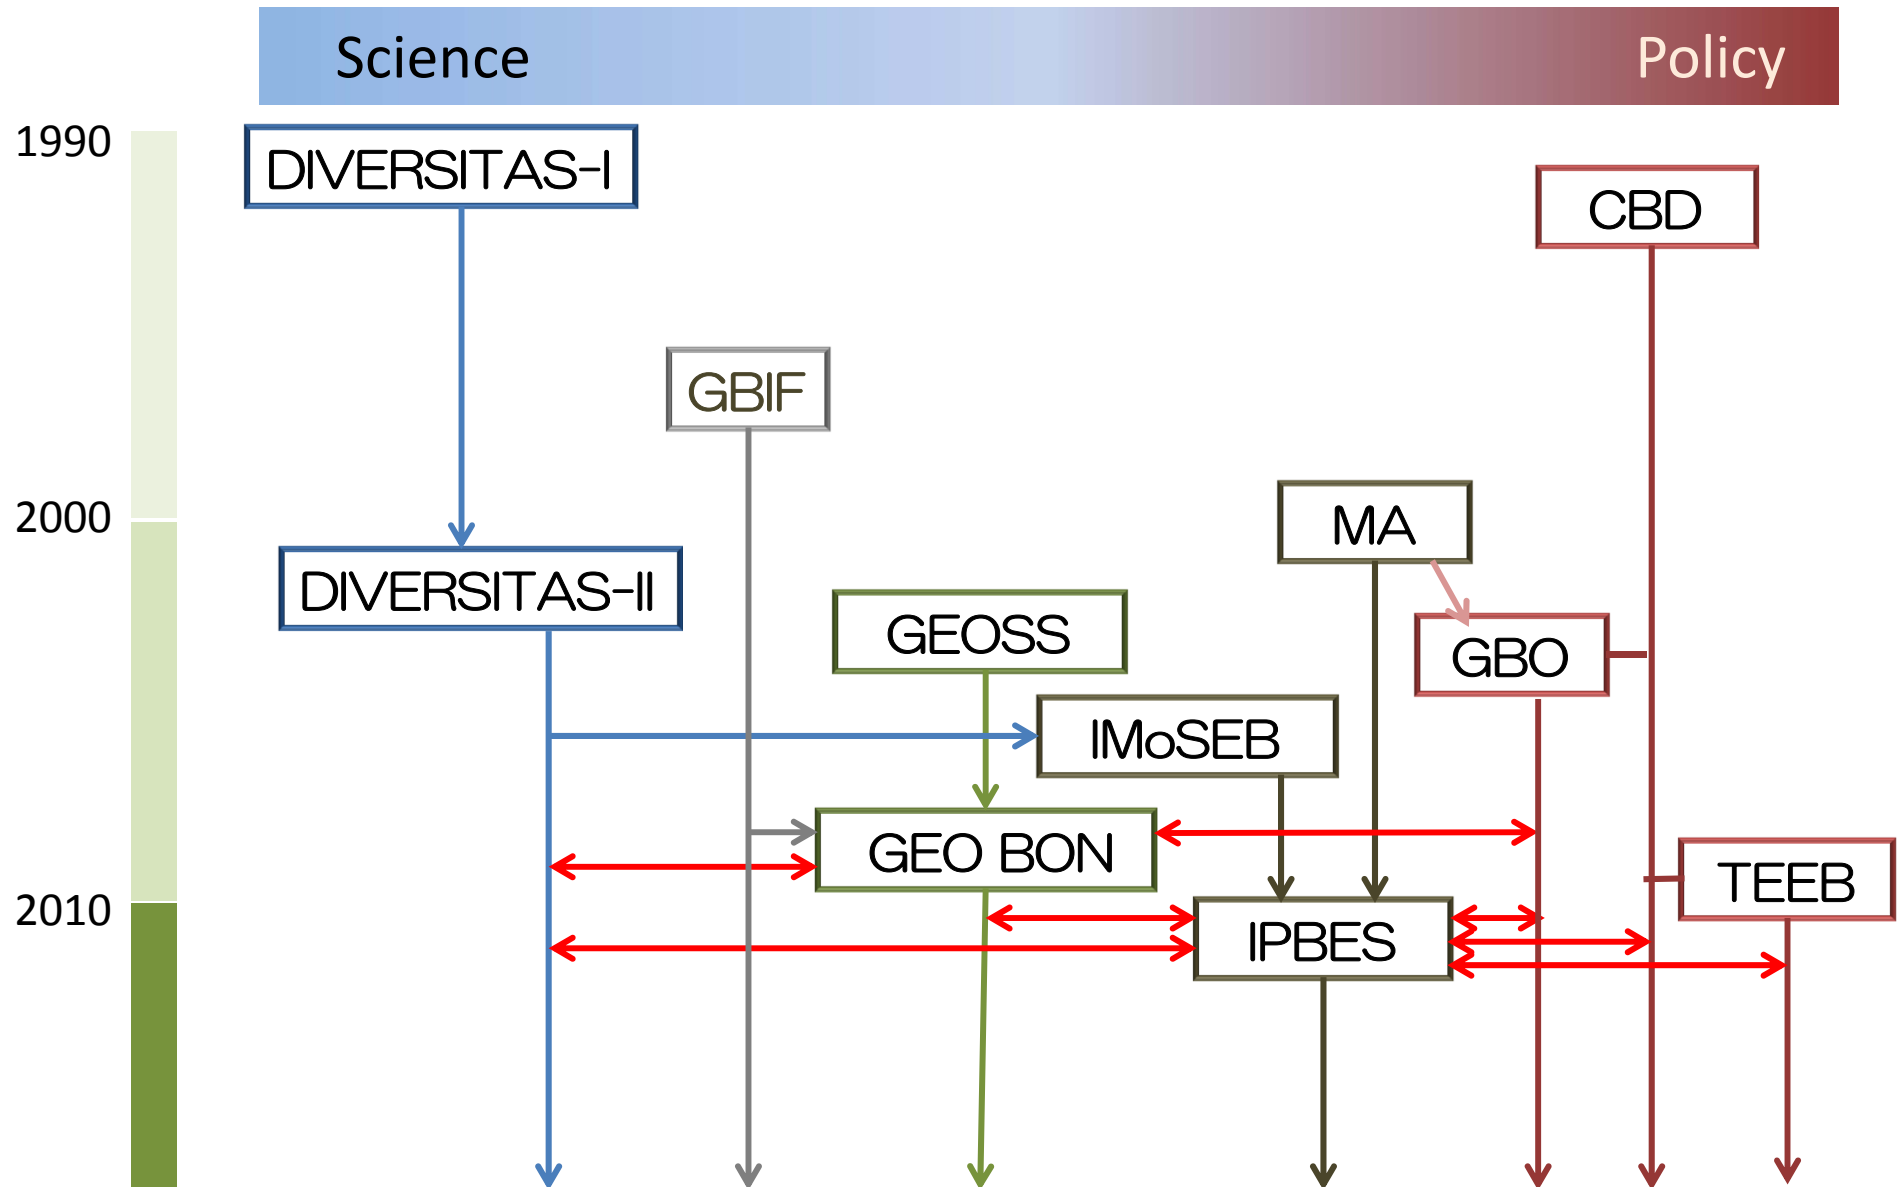 Science
Policy
1990
DIVERSITAS-I
CBD
GBIF
2000
MA
DIVERSITAS-II
GEOSS
GBO
IMoSEB
GEO BON
TEEB
2010
IPBES